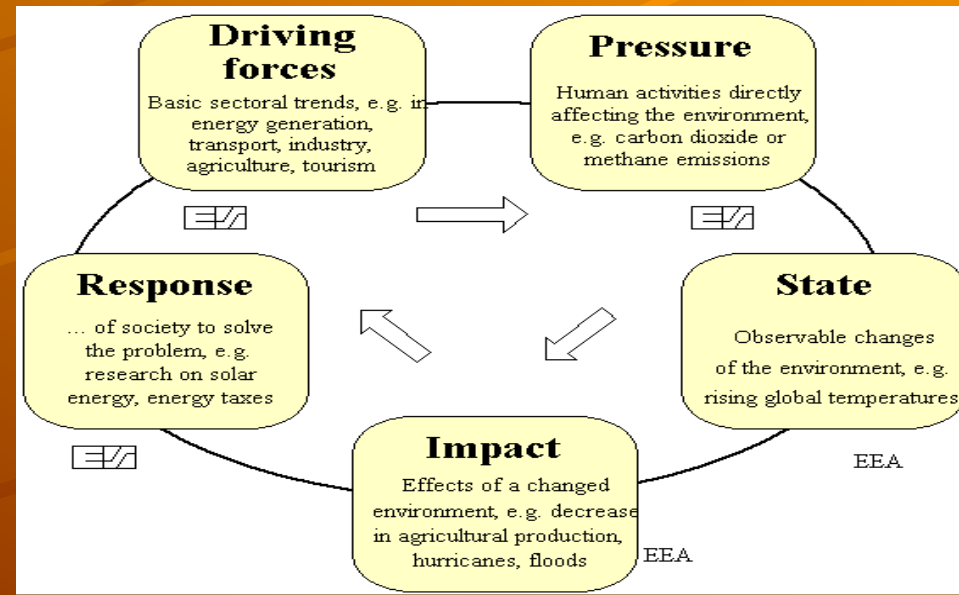 Driving
forces
Basic sectoral trends, e.g. in
energy generation,
transport, industry,
agriculture, tourism
Pressure
Human activities directly
affecting the environment,
e.g. carbon dioxide or
methane emissions
Response
... of society to solve
the problem, e.g.
research on solar
energy, energy taxes
State
Observable changes
of the environment, e.g.
rising global temperatures
EEA
Impact
Effects of a changed
environment, e.g. decrease
in agricultural production,
hurricanes, floods
EEA